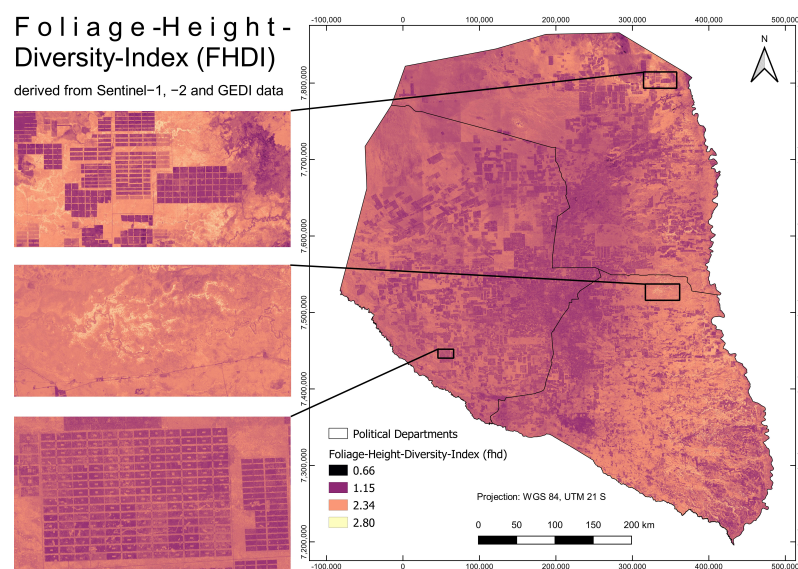 Foliage-Height-
Diversity-Index (FHDI)
derived from Sentinel−1, −2 and GEDI data
-100,000 0 100,000 200,000 300,000 400,000 500,000
N
7,800,000
7,700,000
7,600,000
7,500,000
7,400,000
7,300,000
7,200,000
Political Departments
Foliage-Height-Diversity-Index (fhd)
0.66
1.15
2.34
2.80
Projection: WGS 84, UTM 21 S
0 50 100 150 200 km
-100,000 0 100,000 200,000 300,000 400,000 500,000